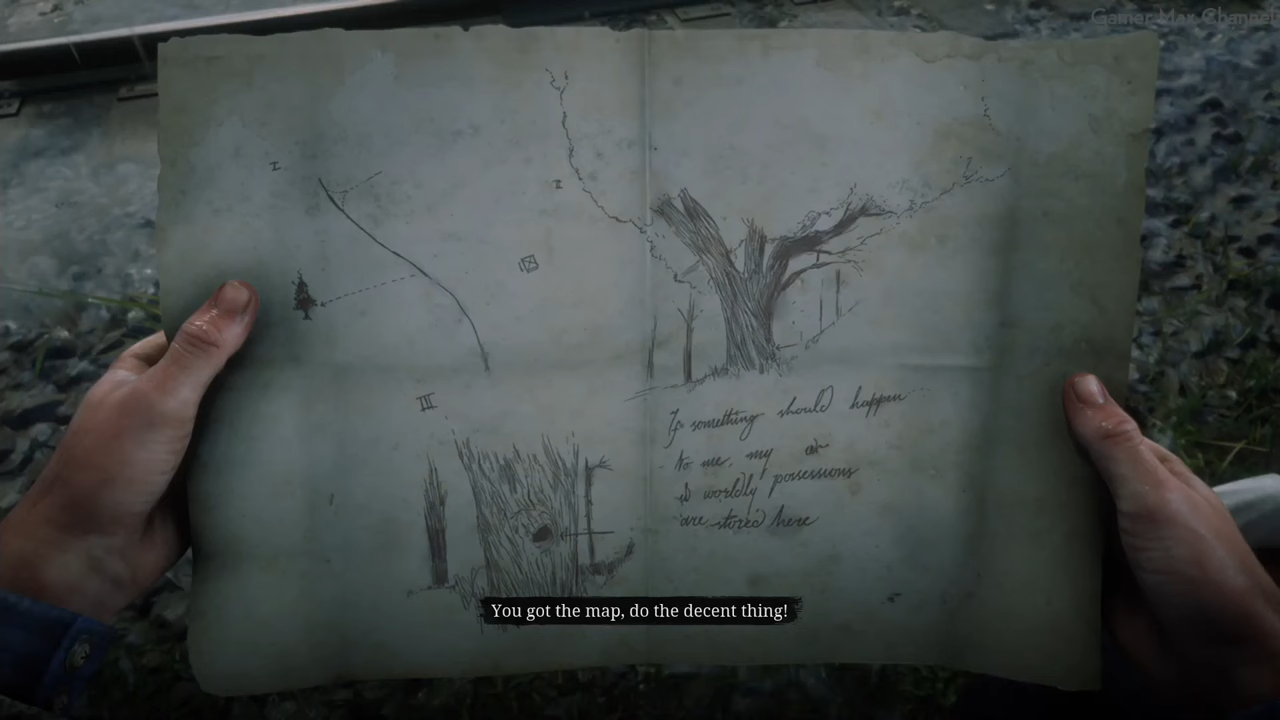 Gamer Max Channel
I
I
III
If something should happen
to me, my
worldly possessions
are stored here
You got the map, do the decent thing!